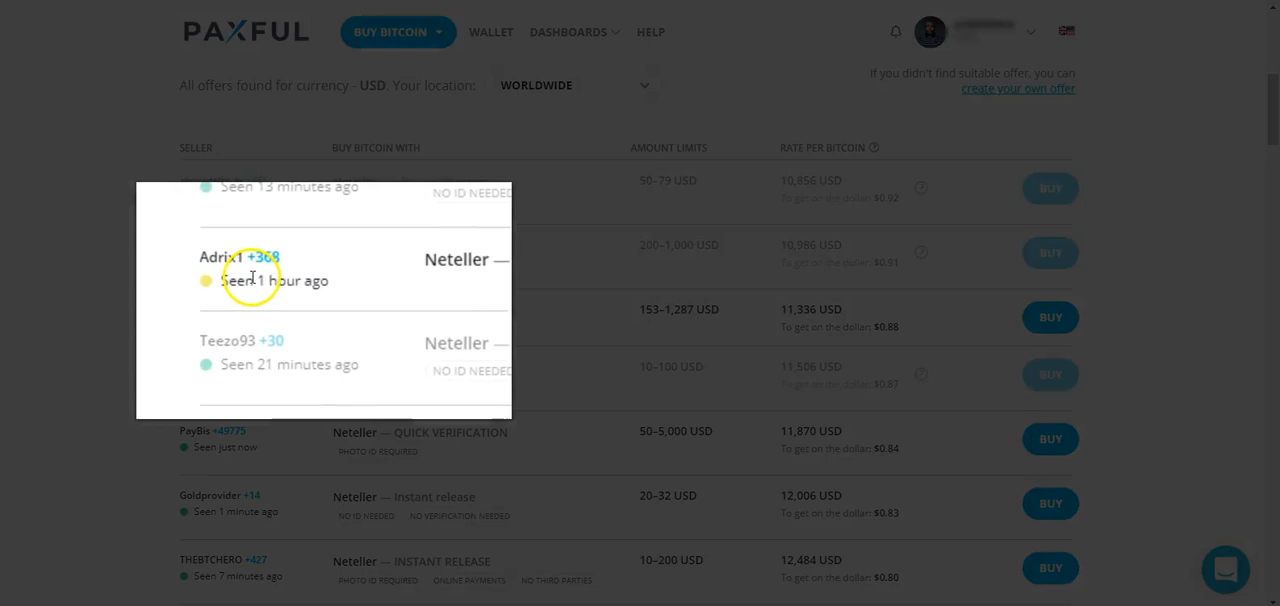 PAXFUL BUY BITCOIN WALLET DASHBOARDS HELP
All offers found for currency - USD. Your location: WORLDWIDE
If you didn't find suitable offer, you can
create your own offer
SELLER BUY BITCOIN WITH AMOUNT LIMITS RATE PER BITCOIN ?
50–79 USD 10,856 USD ? BUY
To get on the dollar: $0.92
Seen 13 minutes ago NO ID NEEDED
200–1,000 USD 10,986 USD ? BUY
To get on the dollar: $0.91
Adrix1 +368 Neteller —
Seen 1 hour ago
153–1,287 USD 11,336 USD BUY
To get on the dollar: $0.88
Teezo93 +30 Neteller —
Seen 21 minutes ago NO ID NEEDED
10–100 USD 11,506 USD ? BUY
To get on the dollar: $0.87
PayBis +49775 Neteller — QUICK VERIFICATION 50–5,000 USD 11,870 USD BUY
Seen just now PHOTO ID REQUIRED To get on the dollar: $0.84
Goldprovider +14 Neteller — Instant release 20–32 USD 12,006 USD BUY
Seen 1 minute ago NO ID NEEDED NO VERIFICATION NEEDED To get on the dollar: $0.83
THEBTCHERO +427 Neteller — INSTANT RELEASE 10–200 USD 12,484 USD BUY
Seen 7 minutes ago PHOTO ID REQUIRED ONLINE PAYMENTS NO THIRD PARTIES To get on the dollar: $0.80